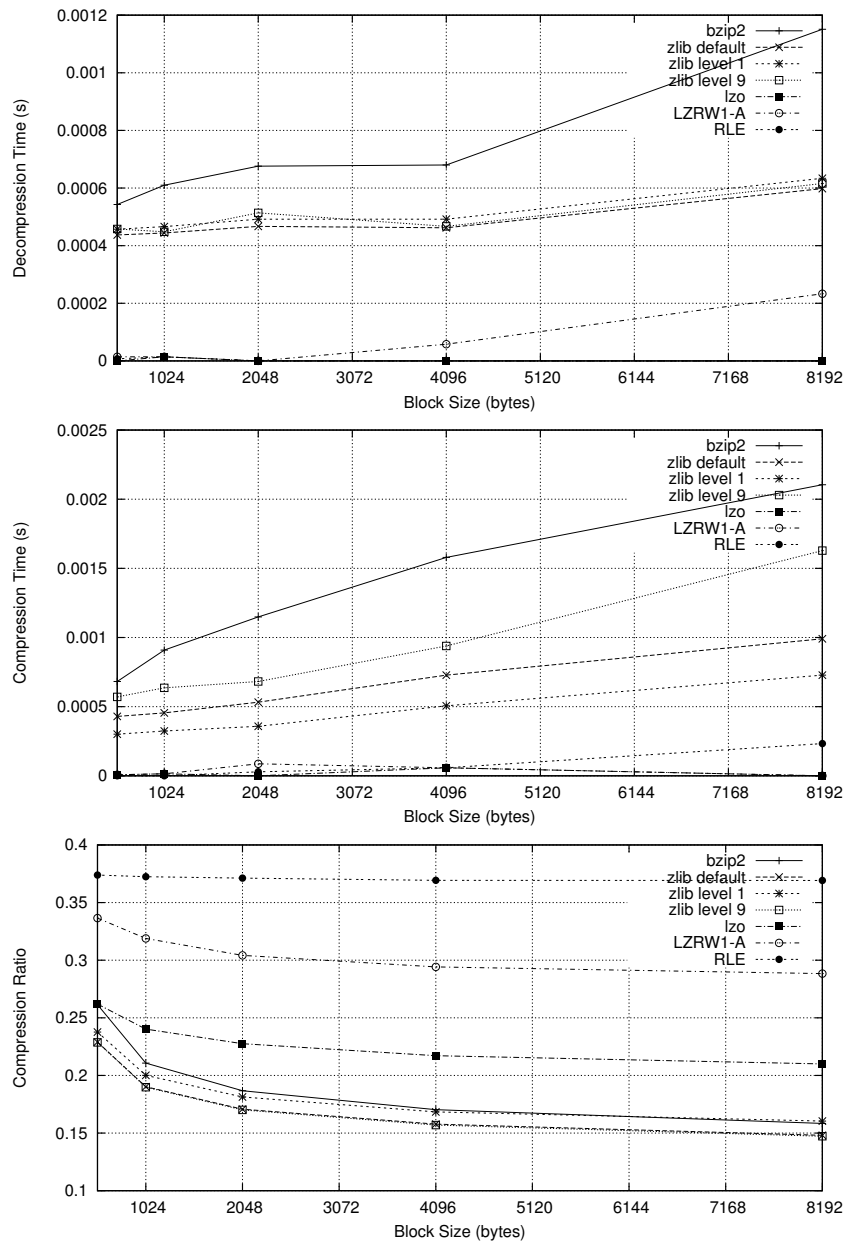 0.0012
0.001
0.0008
0.0006
0.0004
0.0002
0
Decompression Time (s)
bzip2
zlib default
zlib level 1
zlib level 9
lzo
LZRW1-A
RLE
1024 2048 3072 4096 5120 6144 7168 8192
Block Size (bytes)
0.0025
0.002
0.0015
0.001
0.0005
0
Compression Time (s)
bzip2
zlib default
zlib level 1
zlib level 9
lzo
LZRW1-A
RLE
1024 2048 3072 4096 5120 6144 7168 8192
Block Size (bytes)
0.4
0.35
0.3
0.25
0.2
0.15
0.1
Compression Ratio
bzip2
zlib default
zlib level 1
zlib level 9
lzo
LZRW1-A
RLE
1024 2048 3072 4096 5120 6144 7168 8192
Block Size (bytes)